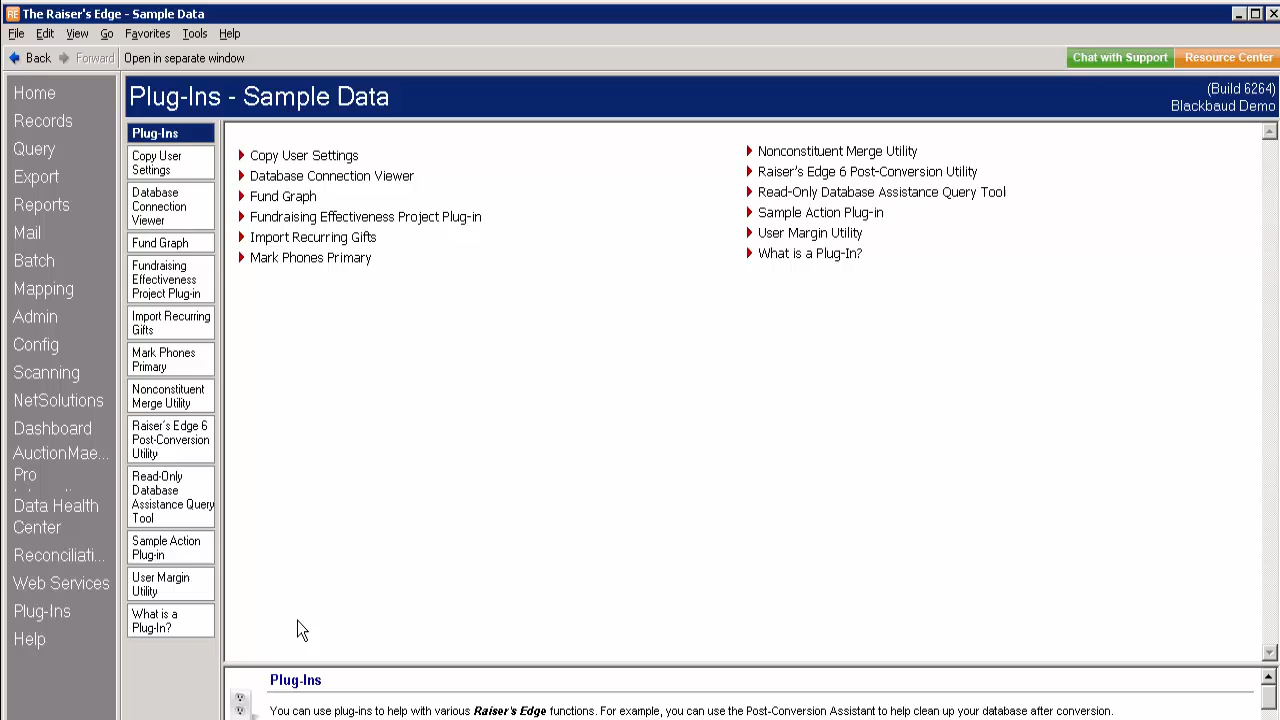 RE The Raiser's Edge - Sample Data
File Edit View Go Favorites Tools Help
Back Forward Open in separate window Chat with Support Resource Center
Plug-Ins - Sample Data
(Build 6264)
Blackbaud Demo
Home
Records
Query
Export
Reports
Mail
Batch
Mapping
Admin
Config
Scanning
NetSolutions
Dashboard
AuctionMae...
Pro
Data Health
Center
Reconciliati...
Web Services
Plug-Ins
Help
Plug-Ins
Copy User
Settings
Database
Connection
Viewer
Fund Graph
Fundraising
Effectiveness
Project Plug-in
Import Recurring
Gifts
Mark Phones
Primary
Nonconstituent
Merge Utility
Raiser's Edge 6
Post-Conversion
Utility
Read-Only
Database
Assistance Query
Tool
Sample Action
Plug-in
User Margin
Utility
What is a
Plug-In?
Copy User Settings
Database Connection Viewer
Fund Graph
Fundraising Effectiveness Project Plug-in
Import Recurring Gifts
Mark Phones Primary
Nonconstituent Merge Utility
Raiser's Edge 6 Post-Conversion Utility
Read-Only Database Assistance Query Tool
Sample Action Plug-in
User Margin Utility
What is a Plug-In?
Plug-Ins
You can use plug-ins to help with various Raiser's Edge functions. For example, you can use the Post-Conversion Assistant to help clean up your database after conversion.